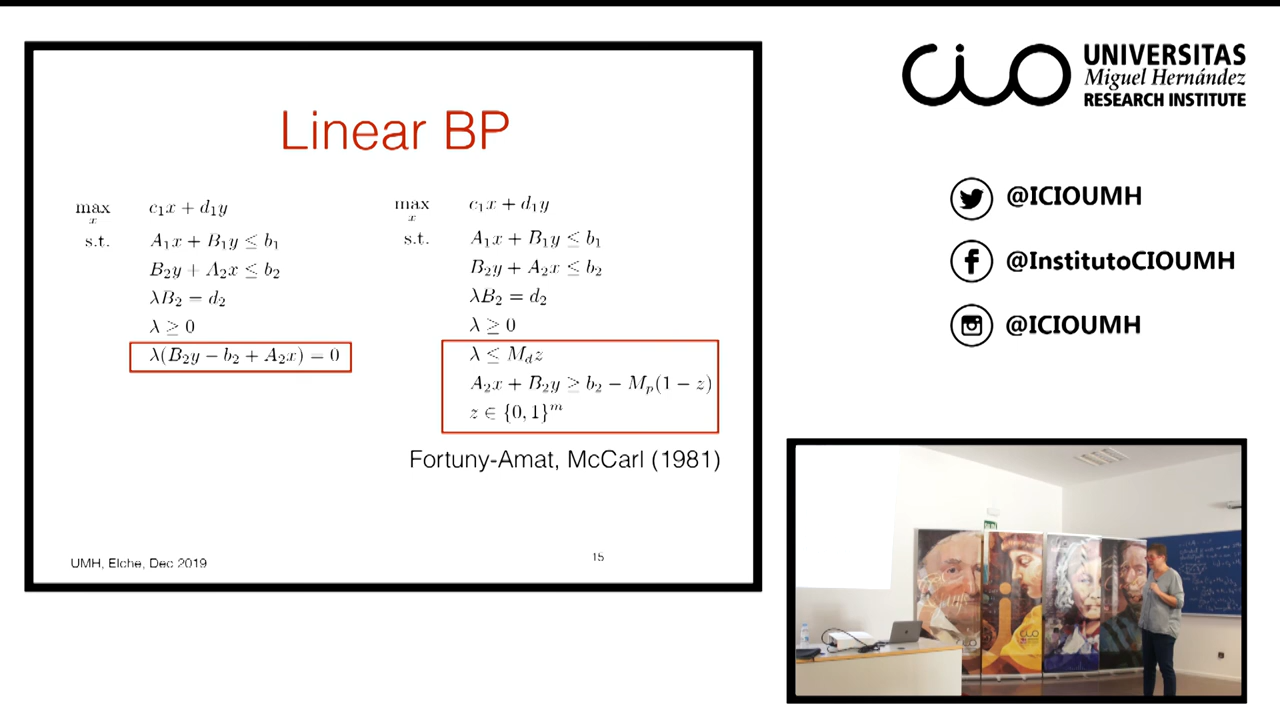 Linear BP
max x c₁x + d₁y
s.t. A₁x + B₁y ≤ b₁
B₂y + A₂x ≤ b₂
λB₂ = d₂
λ ≥ 0
λ(B₂y − b₂ + A₂x) = 0
max x c₁x + d₁y
s.t. A₁x + B₁y ≤ b₁
B₂y + A₂x ≤ b₂
λB₂ = d₂
λ ≥ 0
λ ≤ M_d z
A₂x + B₂y ≥ b₂ − M_p(1 − z)
z ∈ {0, 1}^m
Fortuny-Amat, McCarl (1981)
UMH, Elche, Dec 2019
15
cio
UNIVERSITAS
Miguel Hernández
RESEARCH INSTITUTE
@ICIOUMH
@InstitutoCIOUMH
@ICIOUMH